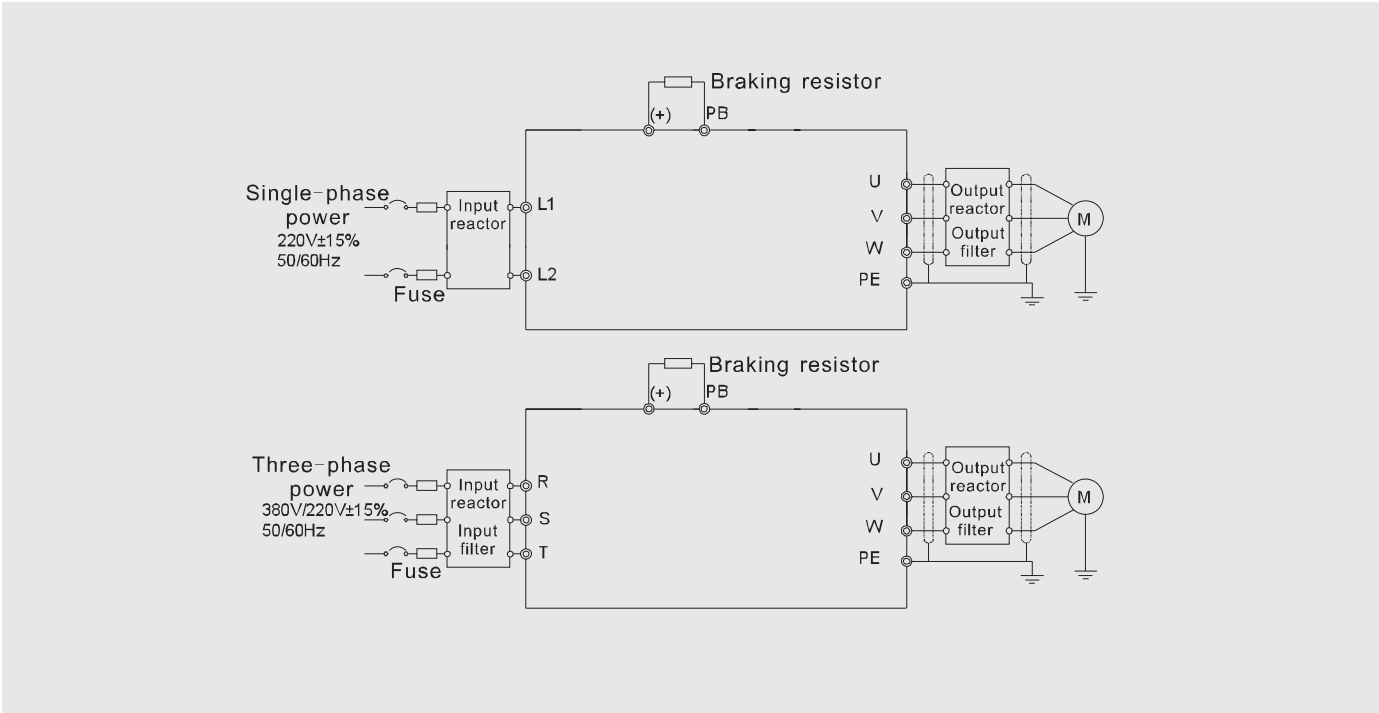 Braking resistor
(+)
PB
Single-phase
power
220V±15%
50/60Hz
Fuse
Input
reactor
L1
L2
U
V
W
PE
Output
reactor
Output
filter
M
Braking resistor
(+)
PB
Three-phase
power
380V/220V±15%
50/60Hz
Fuse
Input
reactor
Input
filter
R
S
T
U
V
W
PE
Output
reactor
Output
filter
M